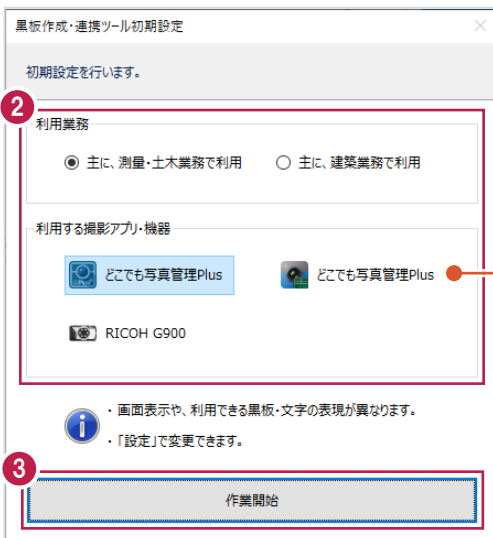 黒板作成・連携ツール初期設定
初期設定を行います。
2
利用業務
主に、測量・土木業務で利用
主に、建築業務で利用
利用する撮影アプリ・機器
どこでも写真管理Plus
どこでも写真管理Plus
RICOH G900
・画面表示や、利用できる黒板・文字の表現が異なります。
・「設定」で変更できます。
3
作業開始